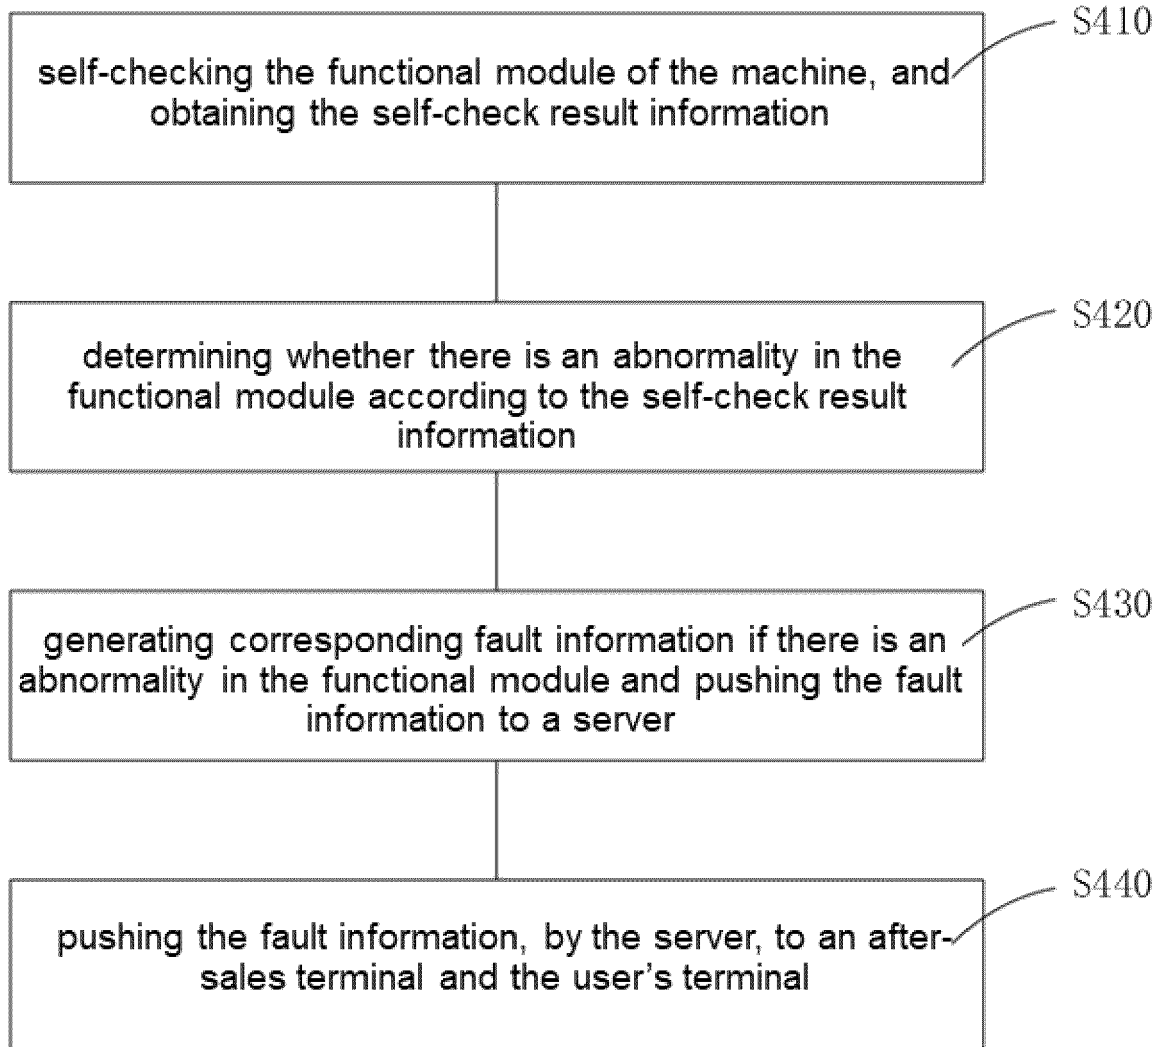 S410
self-checking the functional module of the machine, and
obtaining the self-check result information
S420
determining whether there is an abnormality in the
functional module according to the self-check result
information
S430
generating corresponding fault information if there is an
abnormality in the functional module and pushing the fault
information to a server
S440
pushing the fault information, by the server, to an after-
sales terminal and the user's terminal